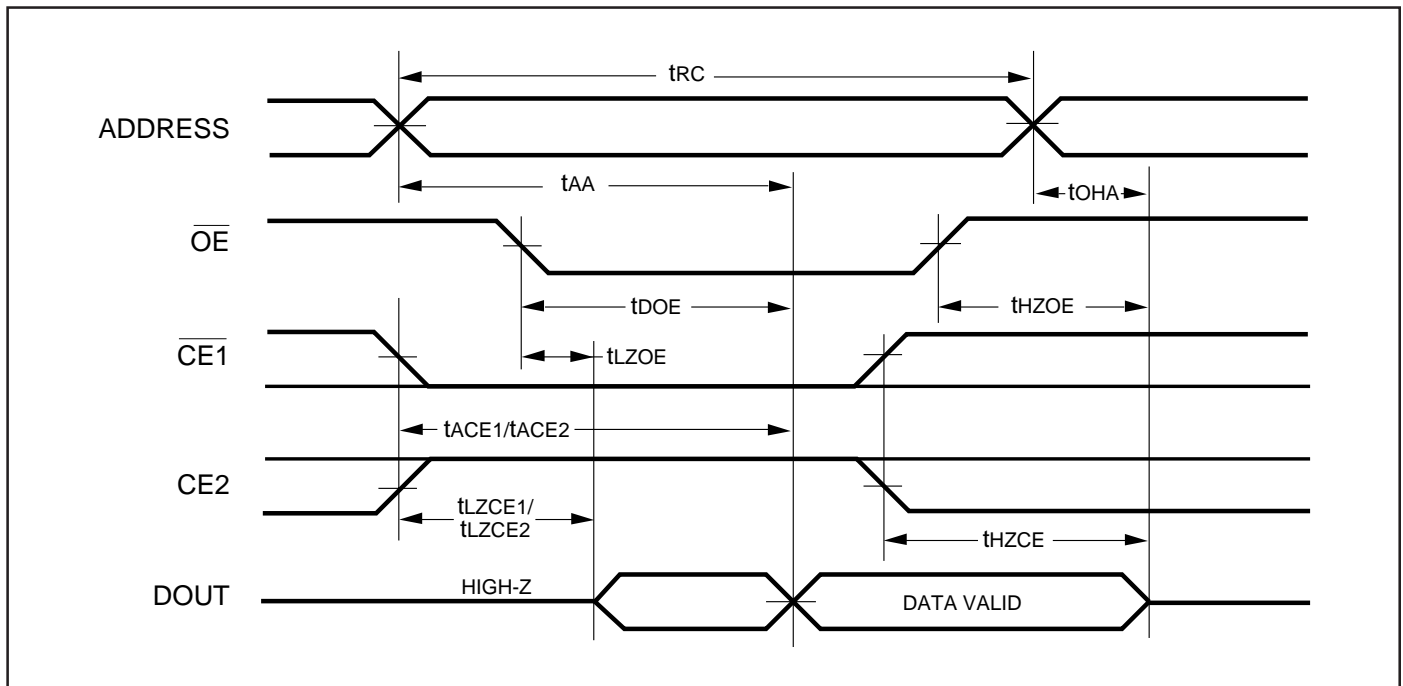 tRC
ADDRESS
tAA
tOHA
OE
tDOE
tHZOE
CE1
tLZOE
tACE1/tACE2
CE2
tLZCE1/
tLZCE2
tHZCE
DOUT
HIGH-Z
DATA VALID